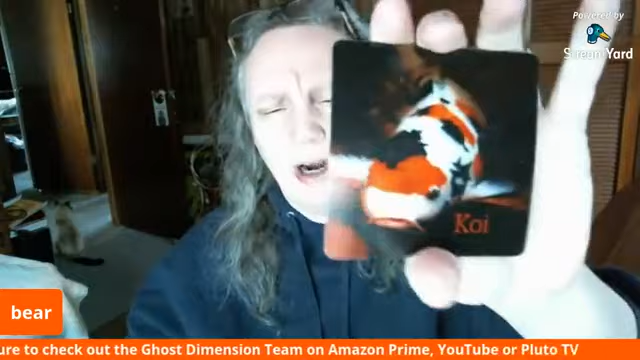 Powered by
StreamYard
Koi
bear
ure to check out the Ghost Dimension Team on Amazon Prime, YouTube or Pluto TV